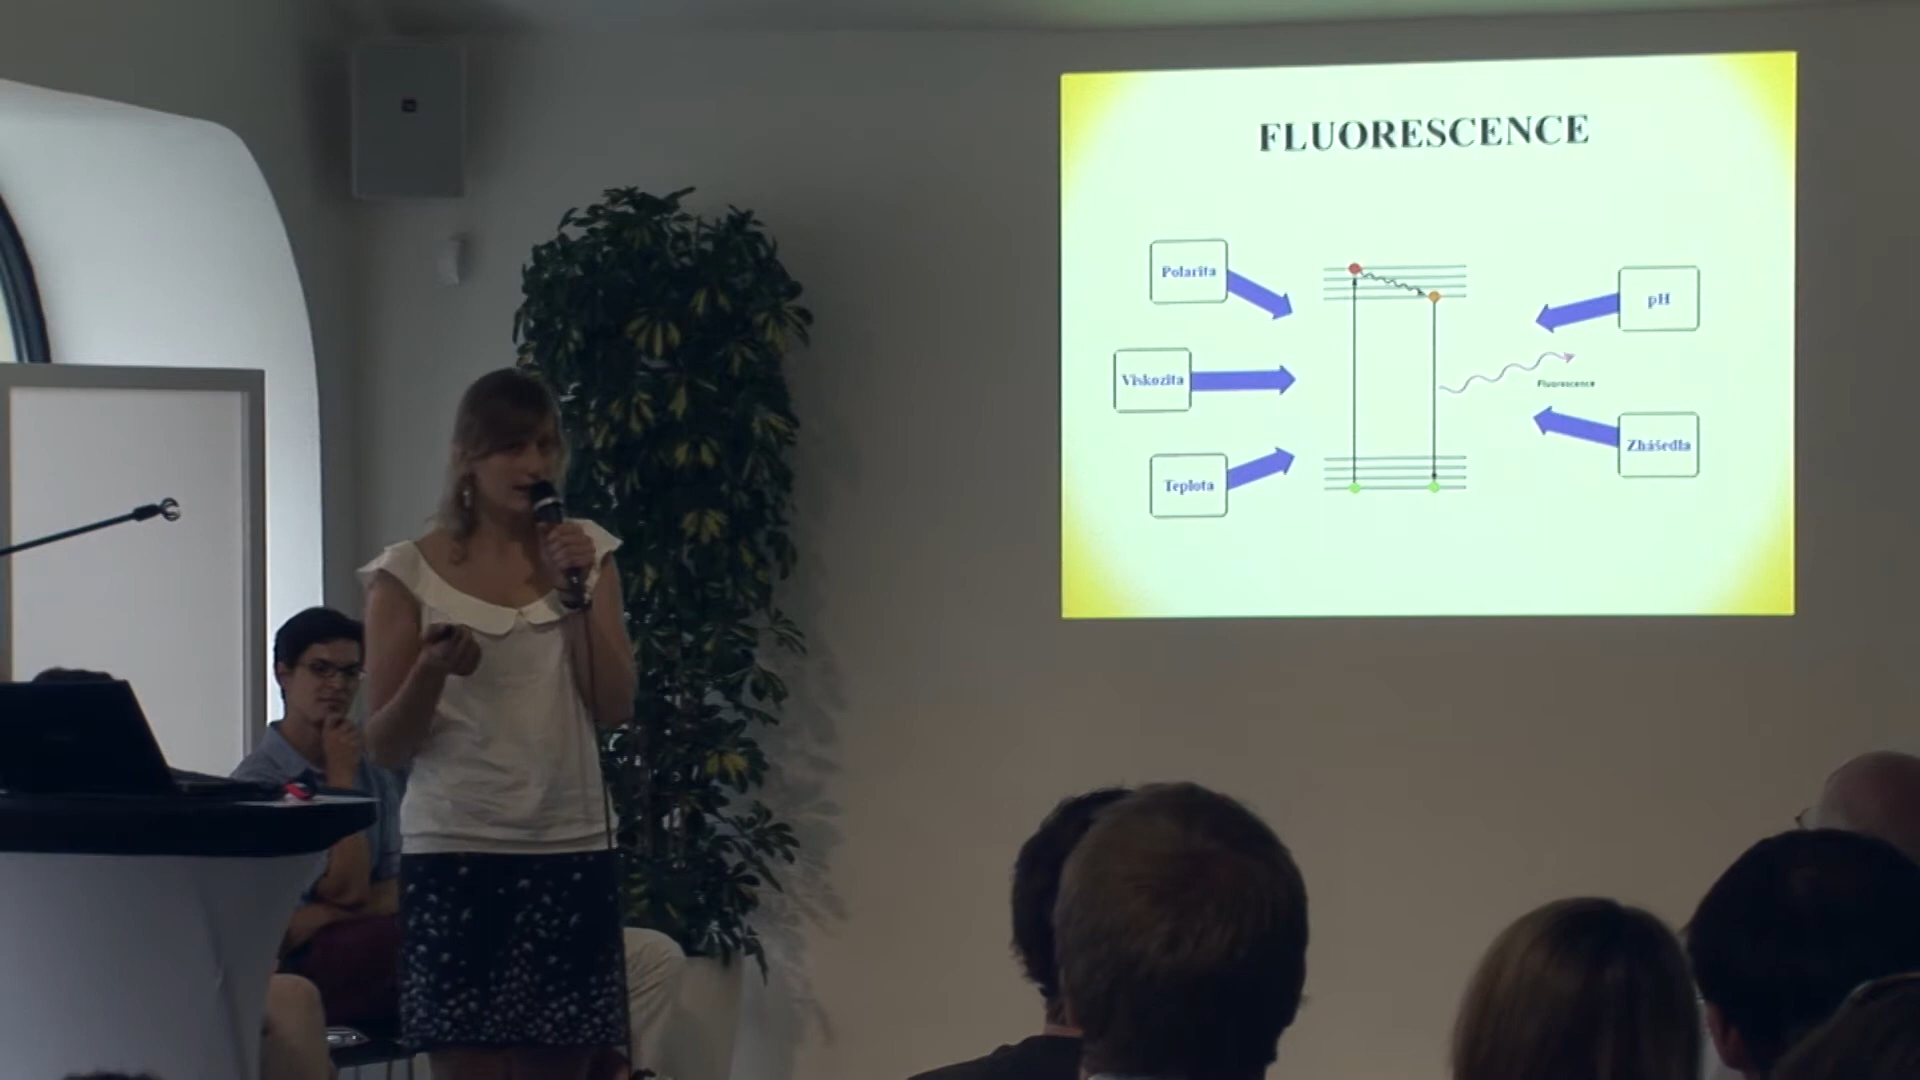 FLUORESCENCE
Polarita
pH
Viskozita
Fluorescence
Zhášedla
Teplota